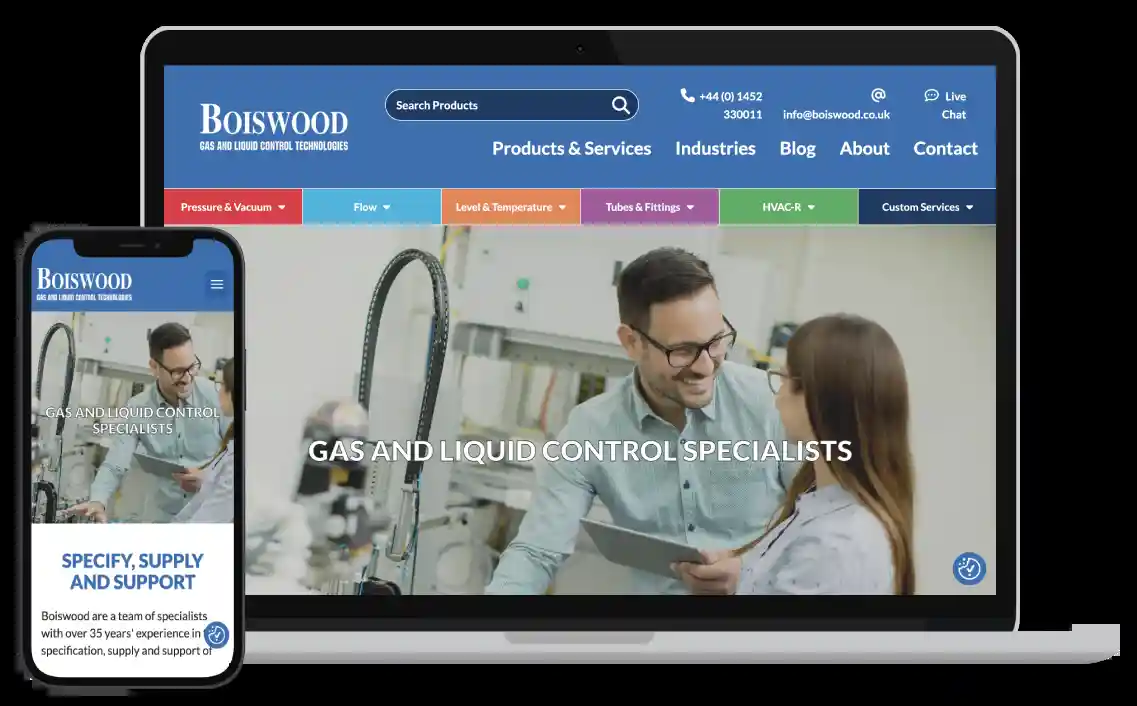 Search Products
+44 (0) 1452
330011
info@boiswood.co.uk
Live
Chat
BOISWOOD
GAS AND LIQUID CONTROL TECHNOLOGIES
Products & Services
Industries
Blog
About
Contact
Pressure & Vacuum
Flow
Level & Temperature
Tubes & Fittings
HVAC-R
Custom Services
GAS AND LIQUID CONTROL SPECIALISTS
BOISWOOD
GAS AND LIQUID CONTROL TECHNOLOGIES
GAS AND LIQUID CONTROL
SPECIALISTS
SPECIFY, SUPPLY
AND SUPPORT
Boiswood are a team of specialists
with over 35 years' experience in
specification, supply and support of